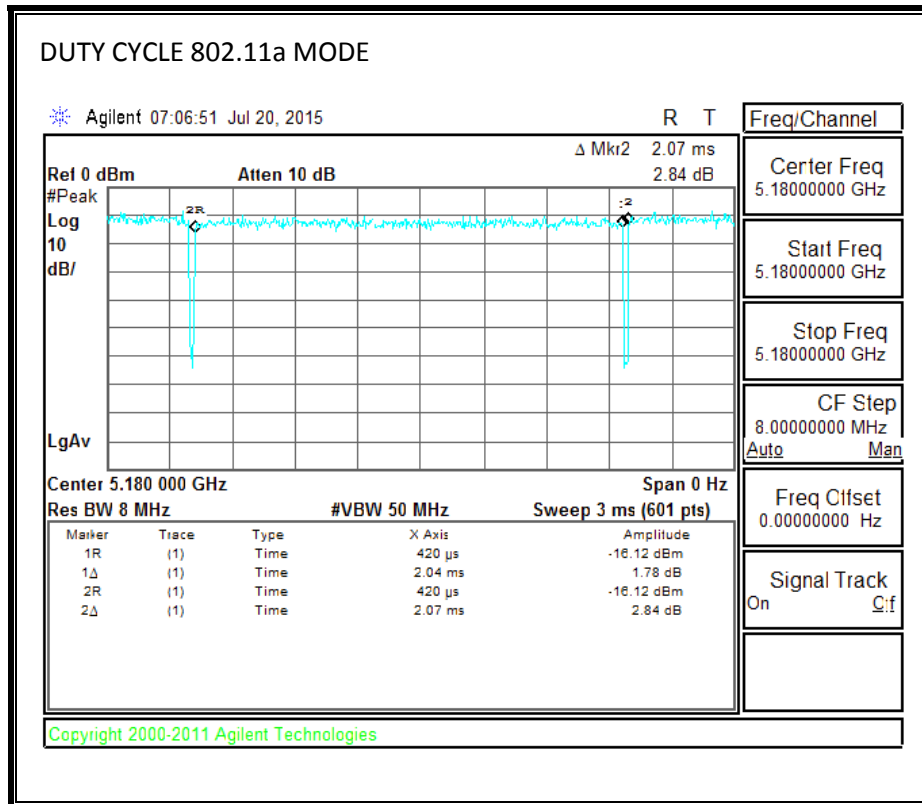 DUTY CYCLE 802.11a MODE
Agilent 07:06:51 Jul 20, 2015 R T
Freq/Channel
Δ Mkr2 2.07 ms
Ref 0 dBm Atten 10 dB 2.84 dB
#Peak
Log
10
dB/
2R
2
LgAv
Center 5.180 000 GHz Span 0 Hz
Res BW 8 MHz #VBW 50 MHz Sweep 3 ms (601 pts)
Marker Trace Type X Axis Amplitude
1R (1) Time 420 µs -16.12 dBm
1Δ (1) Time 2.04 ms 1.78 dB
2R (1) Time 420 µs -16.12 dBm
2Δ (1) Time 2.07 ms 2.84 dB
Center Freq
5.18000000 GHz
Start Freq
5.18000000 GHz
Stop Freq
5.18000000 GHz
CF Step
8.00000000 MHz
Auto Man
Freq Offset
0.00000000 Hz
Signal Track
On Off
Copyright 2000-2011 Agilent Technologies